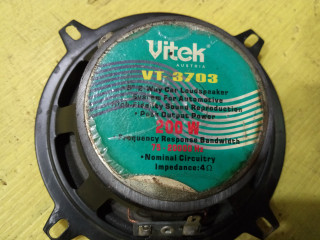 Vitek
AUSTRIA
VT 3703
Way Car Loudspeaker
System For Automotive
Sound Reproduction
• Output Power
200 W
Frequency Response Bandwidth
• Nominal Circuitry
Impedance: 4Ω